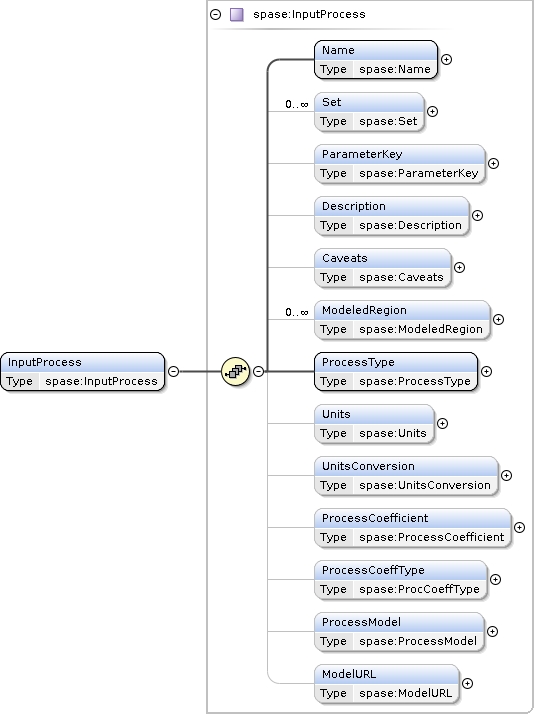 spase:InputProcess
Name
Type spase:Name
0..∞
Set
Type spase:Set
ParameterKey
Type spase:ParameterKey
Description
Type spase:Description
Caveats
Type spase:Caveats
0..∞
ModeledRegion
Type spase:ModeledRegion
InputProcess
Type spase:InputProcess
ProcessType
Type spase:ProcessType
Units
Type spase:Units
UnitsConversion
Type spase:UnitsConversion
ProcessCoefficient
Type spase:ProcessCoefficient
ProcessCoeffType
Type spase:ProcCoeffType
ProcessModel
Type spase:ProcessModel
ModelURL
Type spase:ModelURL